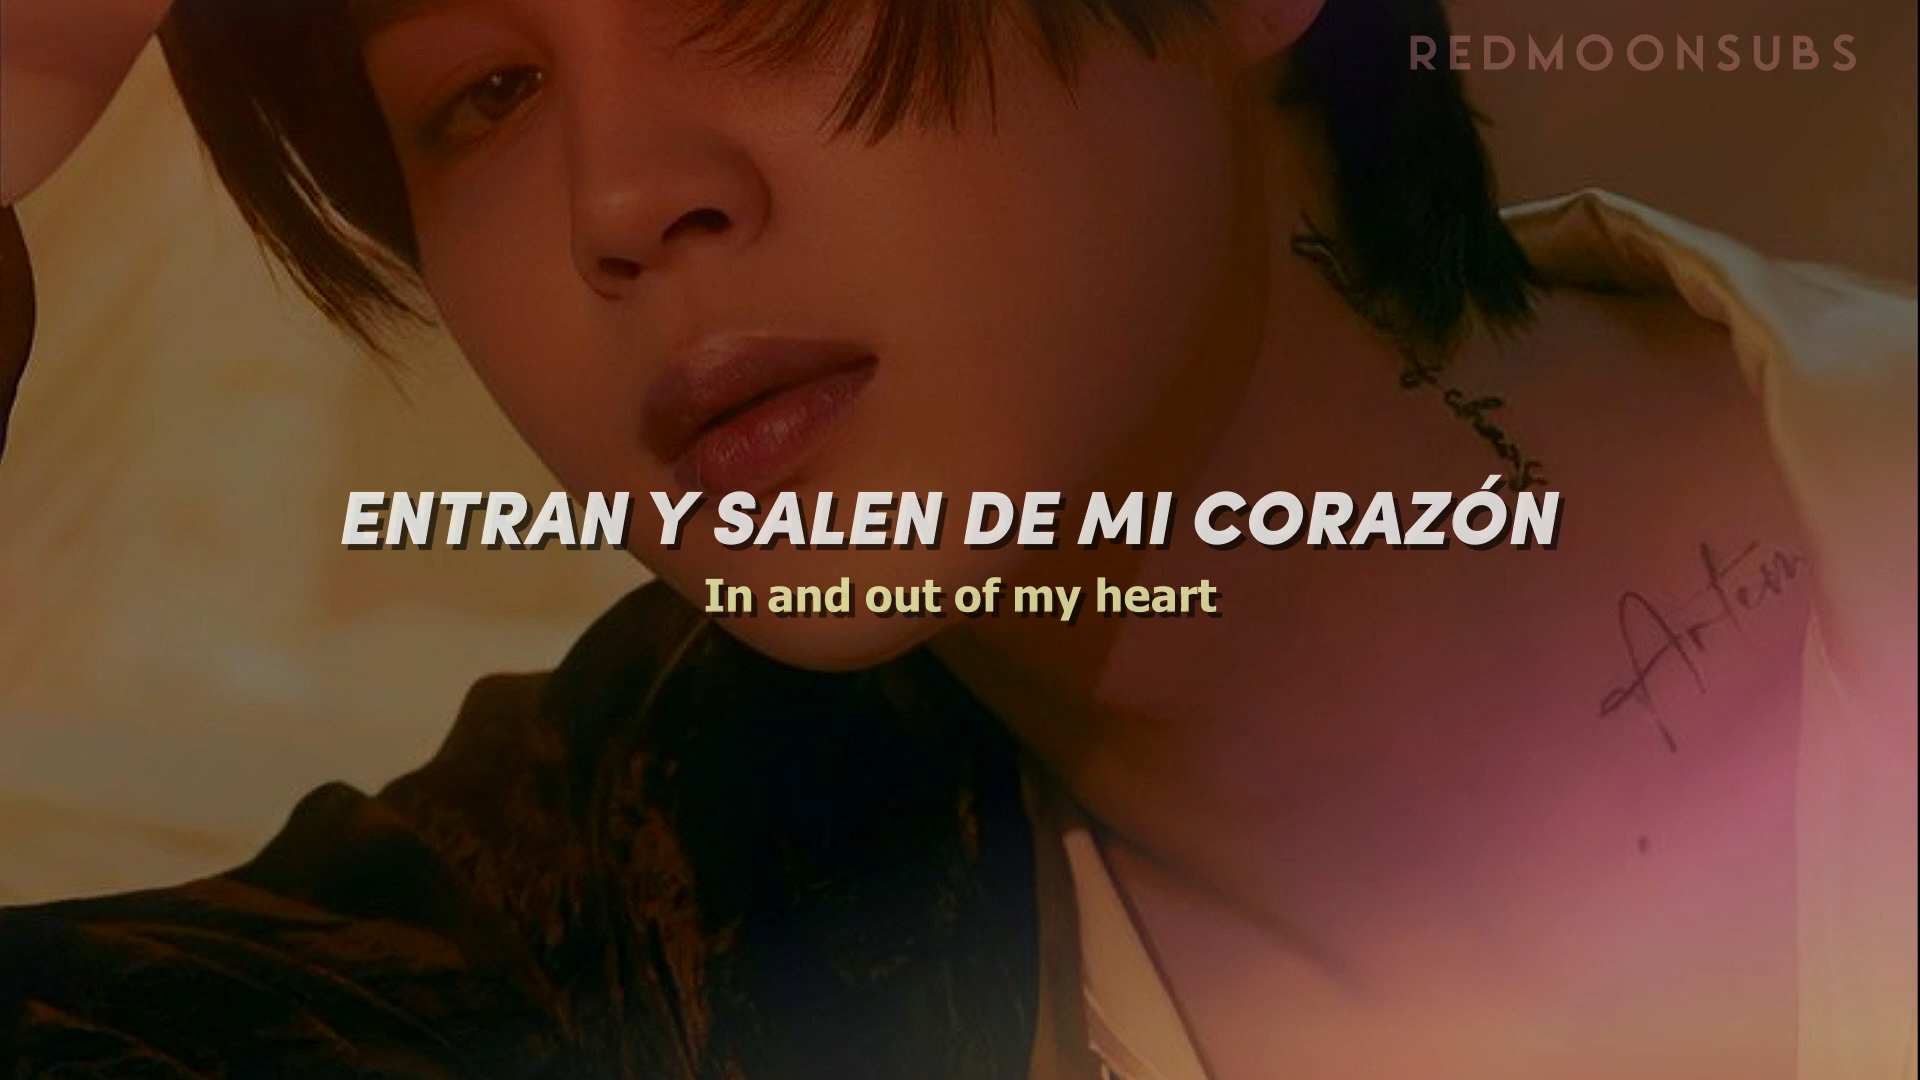 REDMOONSUBS
ENTRAN Y SALEN DE MI CORAZÓN
In and out of my heart